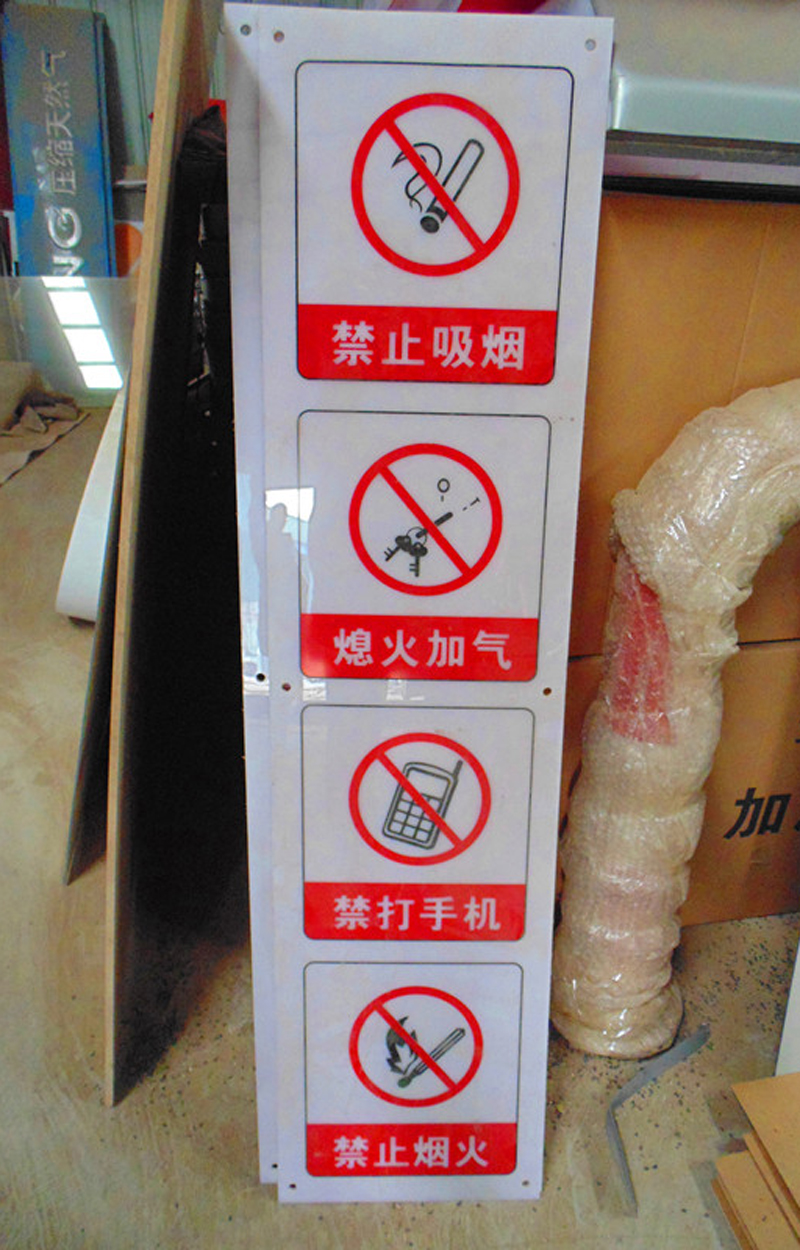 NG 压缩天然气
禁止吸烟
熄火加气
禁打手机
禁止烟火
加